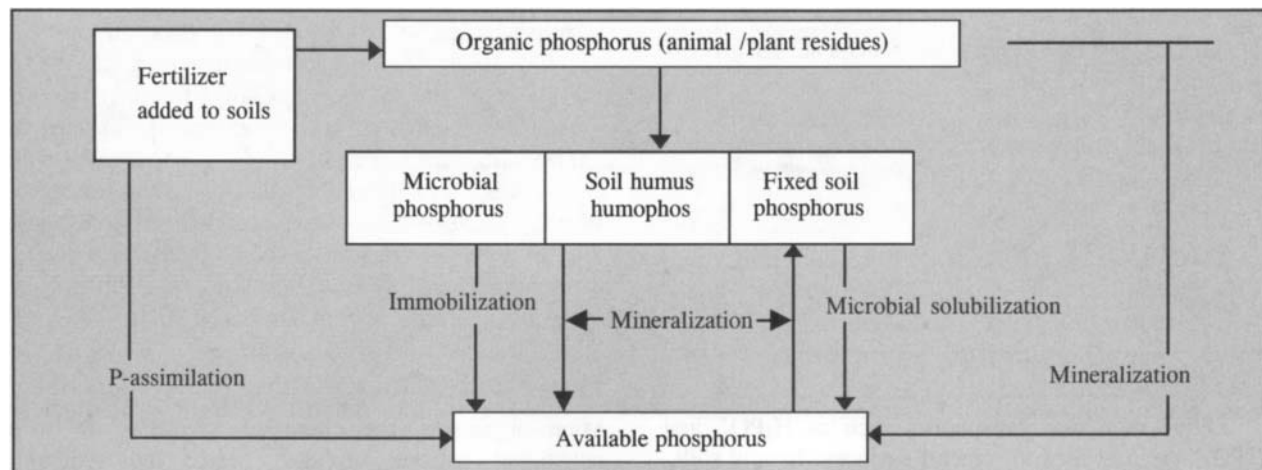 Organic phosphorus (animal /plant residues)
Fertilizer
added to soils
Microbial
phosphorus
Soil humus
humophos
Fixed soil
phosphorus
Immobilization
Mineralization
Microbial solubilization
P-assimilation
Mineralization
Available phosphorus